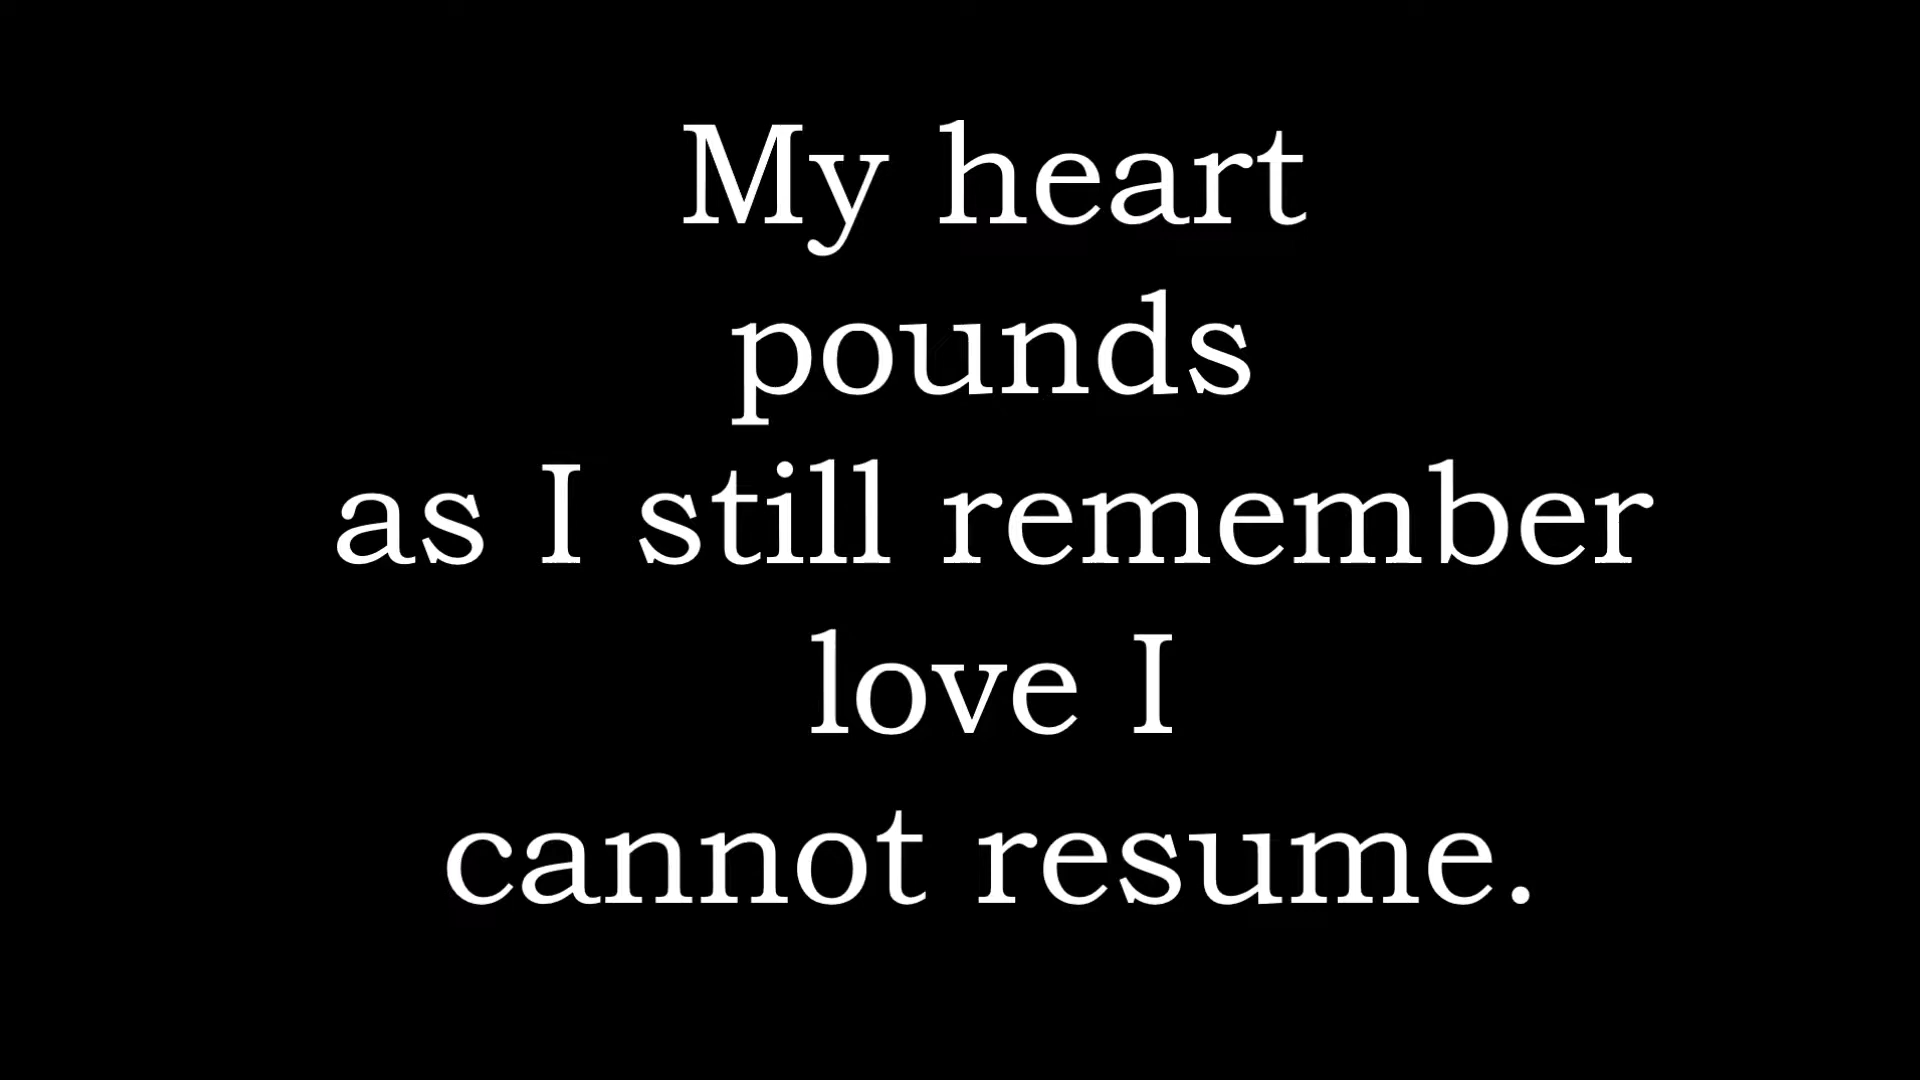 My heart
pounds
as I still remember
love I
cannot resume.